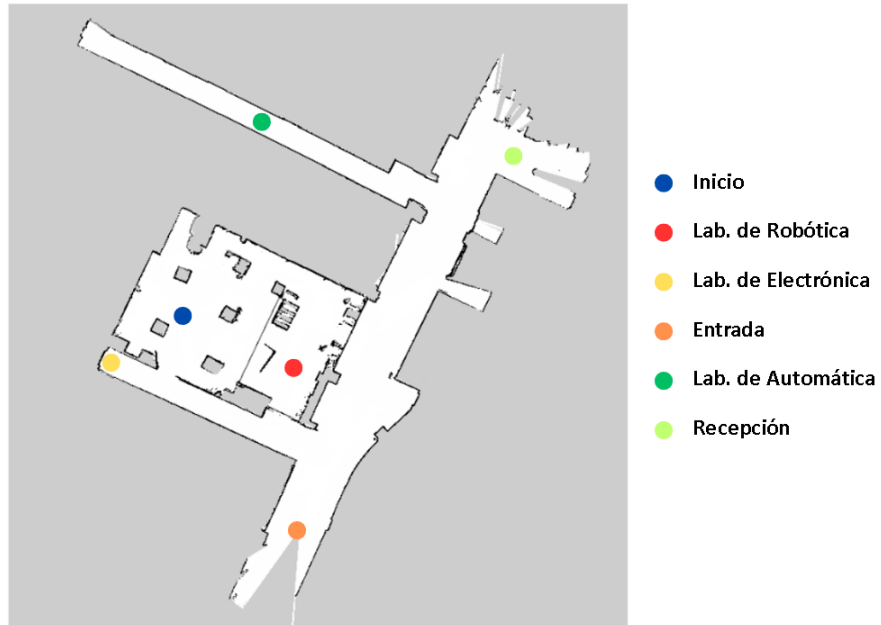 Inicio
Lab. de Robótica
Lab. de Electrónica
Entrada
Lab. de Automática
Recepción